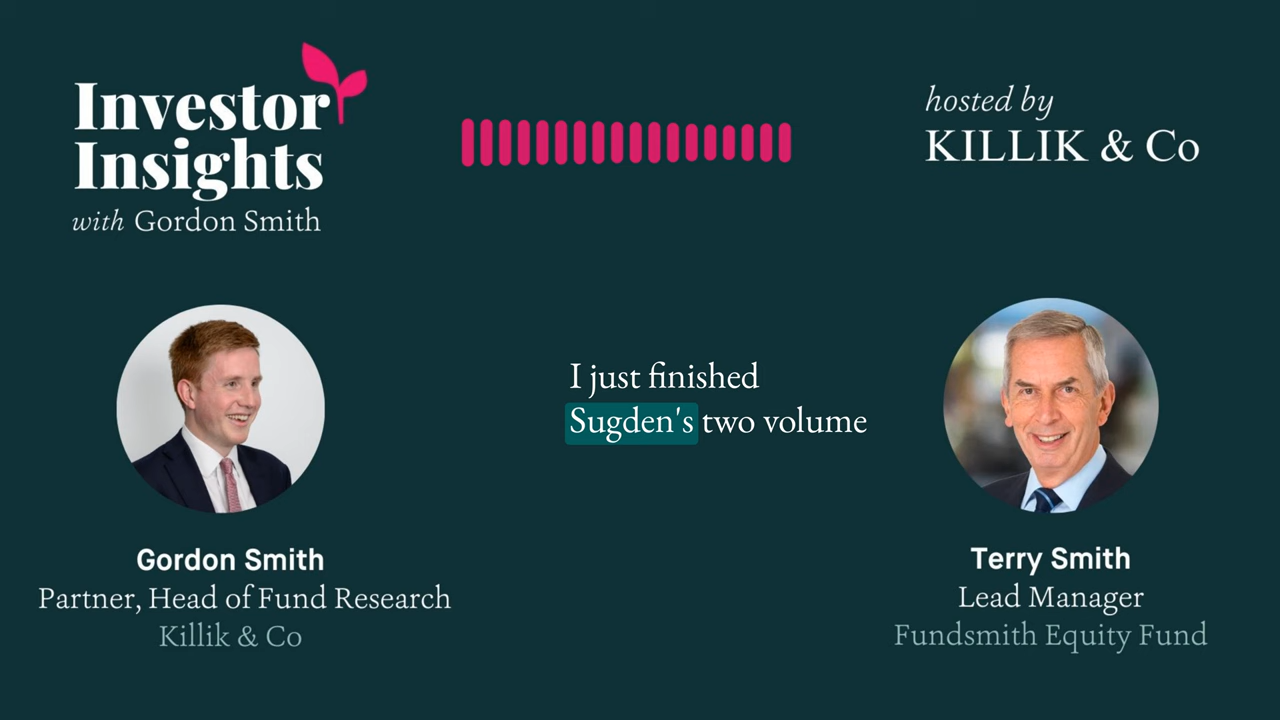 Investor
Insights
with Gordon Smith
hosted by
KILLIK & Co
I just finished
Sugden's two volume
Gordon Smith
Partner, Head of Fund Research
Killik & Co
Terry Smith
Lead Manager
Fundsmith Equity Fund